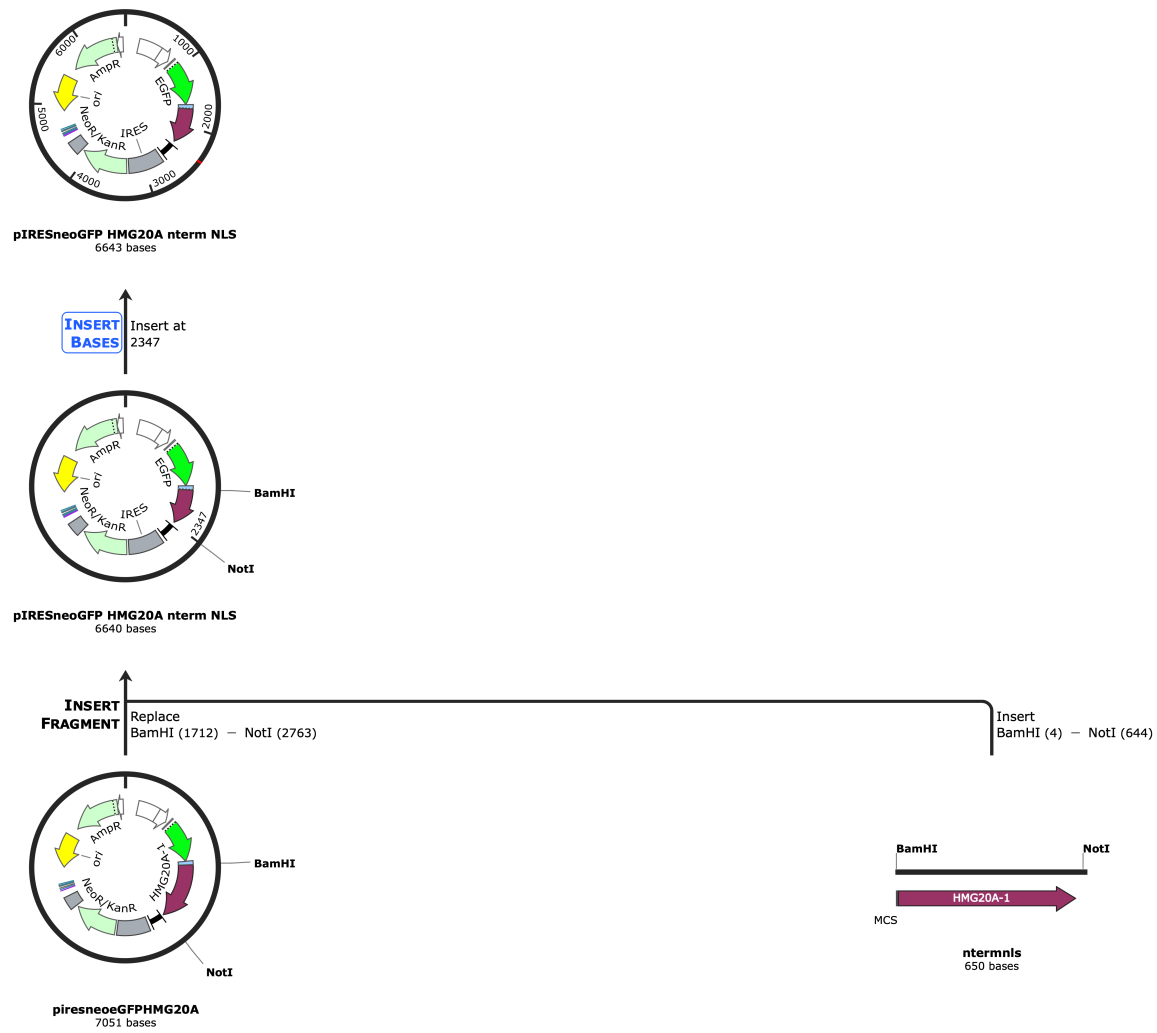 6000
1000
AmpR
EGFP
ori
5000
2000
NeoR/KanR
IRES
4000
3000
pIRESneoGFP HMG20A nterm NLS
6643 bases
INSERT
BASES
Insert at
2347
AmpR
EGFP
ori
BamHI
NeoR/KanR
IRES
2347
NotI
pIRESneoGFP HMG20A nterm NLS
6640 bases
INSERT
FRAGMENT
Replace
BamHI (1712) – NotI (2763)
Insert
BamHI (4) – NotI (644)
AmpR
ori
HMG20A-1
BamHI
NeoR/KanR
NotI
piresneoeGFPHMG20A
7051 bases
BamHI
NotI
HMG20A-1
MCS
ntermnls
650 bases